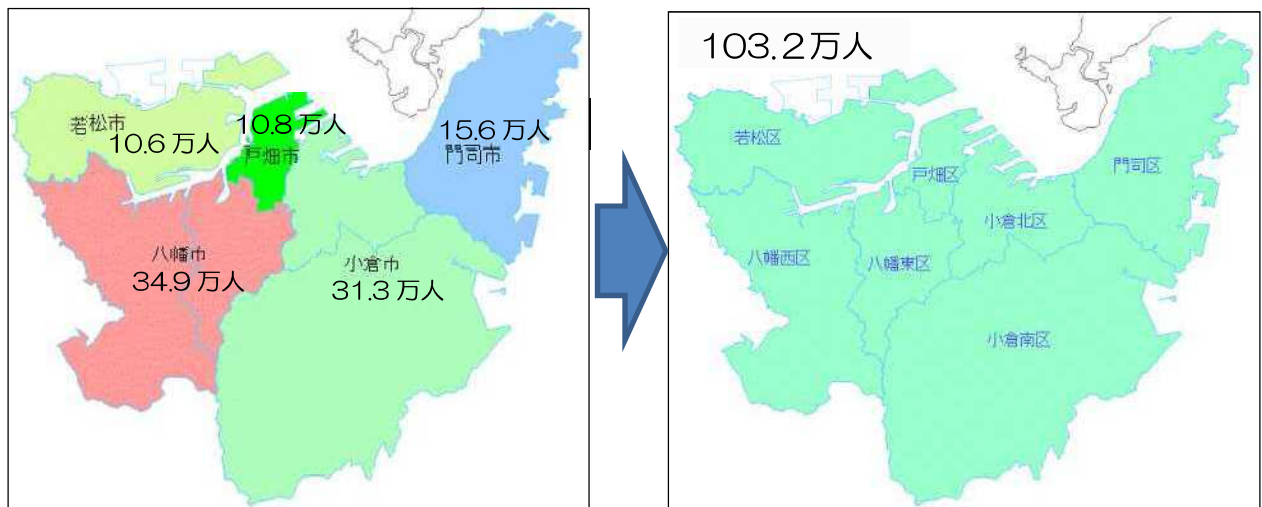 若松市
10.6万人
10.8万人
戸畑市
15.6万人
門司市
八幡市
34.9万人
小倉市
31.3万人
103.2万人
若松区
戸畑区
門司区
小倉北区
八幡西区
八幡東区
小倉南区